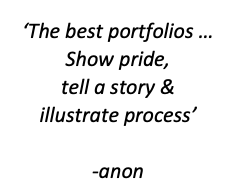 ‘The best portfolios ...
Show pride,
tell a story &
illustrate process’
-anon